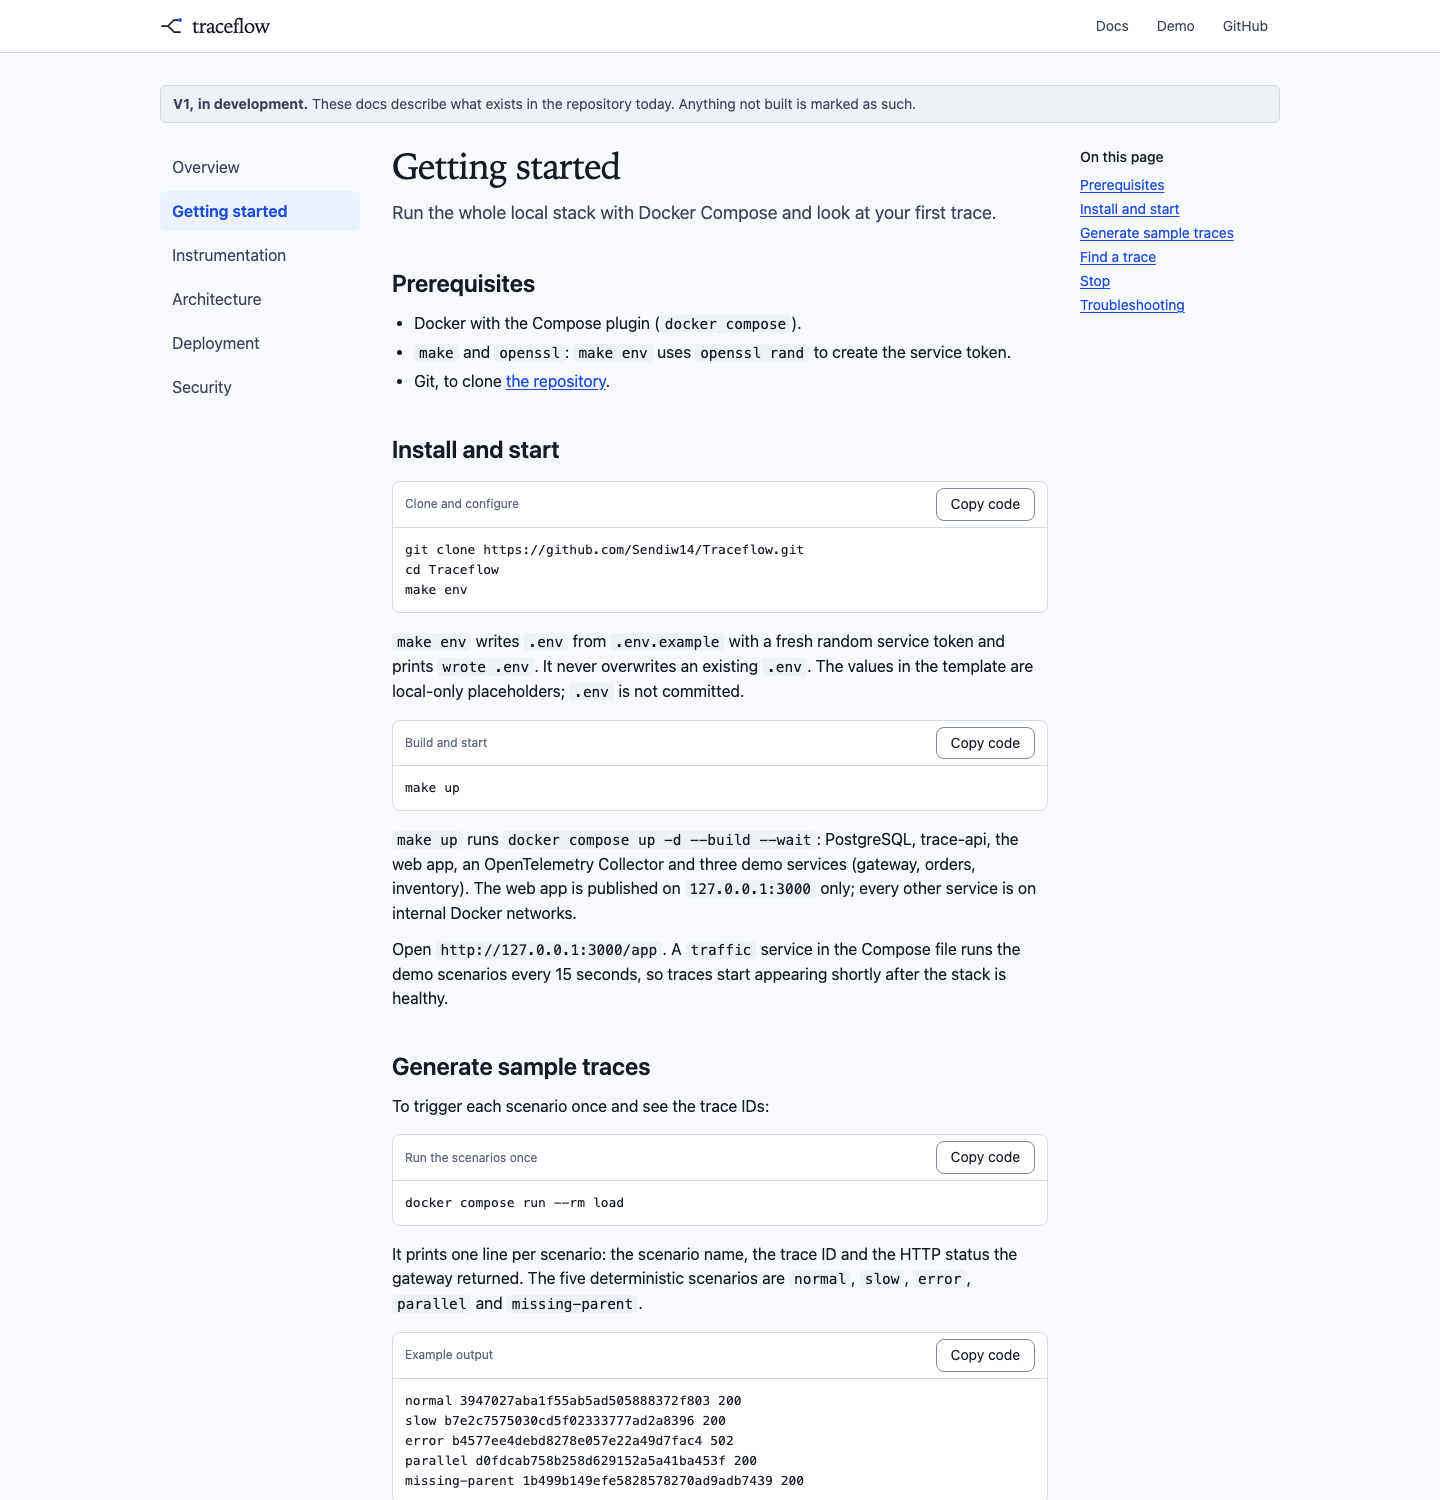 traceflow
Docs
Demo
GitHub
V1, in development. These docs describe what exists in the repository today. Anything not built is marked as such.
Overview
Getting started
Instrumentation
Architecture
Deployment
Security
Getting started
Run the whole local stack with Docker Compose and look at your first trace.
Prerequisites
• Docker with the Compose plugin ( docker compose ).
• make and openssl : make env uses openssl rand to create the service token.
• Git, to clone the repository.
Install and start
Clone and configure
Copy code
git clone https://github.com/Sendiw14/Traceflow.git
cd Traceflow
make env
make env writes .env from .env.example with a fresh random service token and
prints wrote .env . It never overwrites an existing .env . The values in the template are
local-only placeholders; .env is not committed.
Build and start
Copy code
make up
make up runs docker compose up -d --build --wait : PostgreSQL, trace-api, the
web app, an OpenTelemetry Collector and three demo services (gateway, orders,
inventory). The web app is published on 127.0.0.1:3000 only; every other service is on
internal Docker networks.
Open http://127.0.0.1:3000/app . A traffic service in the Compose file runs the
demo scenarios every 15 seconds, so traces start appearing shortly after the stack is
healthy.
Generate sample traces
To trigger each scenario once and see the trace IDs:
Run the scenarios once
Copy code
docker compose run --rm load
It prints one line per scenario: the scenario name, the trace ID and the HTTP status the
gateway returned. The five deterministic scenarios are normal , slow , error ,
parallel and missing-parent .
Example output
Copy code
normal 3947027aba1f55ab5ad505888372f803 200
slow b7e2c7575030cd5f02333777ad2a8396 200
error b4577ee4debd8278e057e22a49d7fac4 502
parallel d0fdcab758b258d629152a5a41ba453f 200
missing-parent 1b499b149efe5828578270ad9adb7439 200
On this page
Prerequisites
Install and start
Generate sample traces
Find a trace
Stop
Troubleshooting